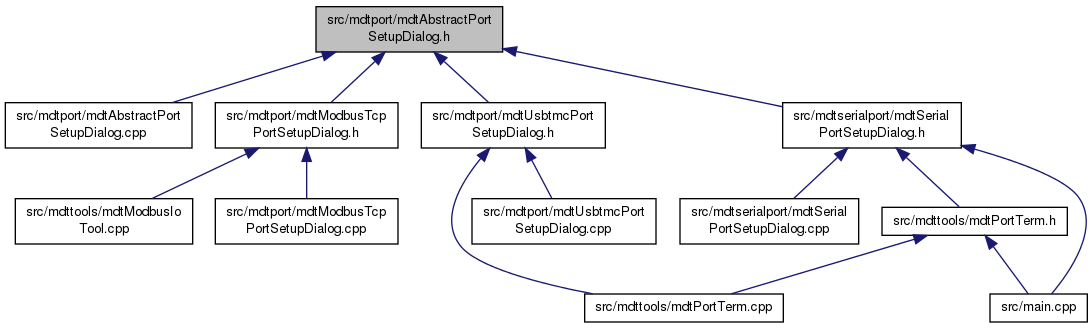 src/mdtport/mdtAbstractPort
SetupDialog.h
src/mdtport/mdtAbstractPort
SetupDialog.cpp
src/mdtport/mdtModbusTcp
PortSetupDialog.h
src/mdtport/mdtUsbtmcPort
SetupDialog.h
src/mdtserialport/mdtSerial
PortSetupDialog.h
src/mdttools/mdtModbusIo
Tool.cpp
src/mdtport/mdtModbusTcp
PortSetupDialog.cpp
src/mdtport/mdtUsbtmcPort
SetupDialog.cpp
src/mdtserialport/mdtSerial
PortSetupDialog.cpp
src/mdttools/mdtPortTerm.h
src/mdttools/mdtPortTerm.cpp
src/main.cpp